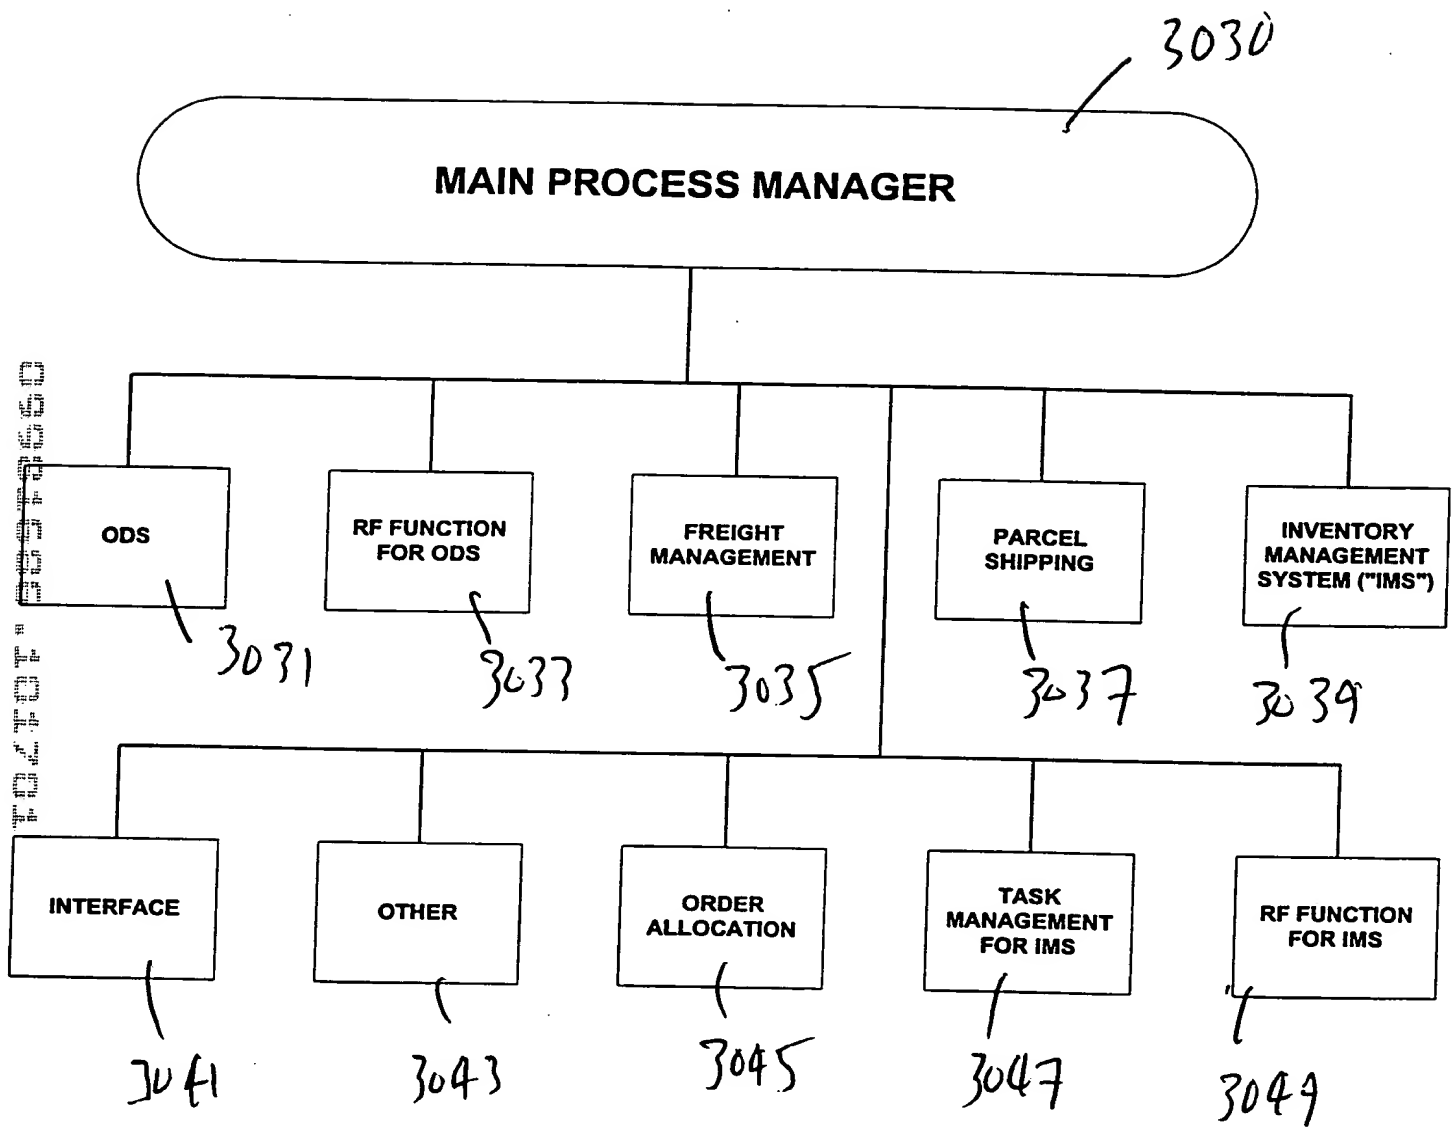 3030
MAIN PROCESS MANAGER
ODS
RF FUNCTION
FOR ODS
FREIGHT
MANAGEMENT
PARCEL
SHIPPING
INVENTORY
MANAGEMENT
SYSTEM ("IMS")
3031
3033
3035
3037
3039
INTERFACE
OTHER
ORDER
ALLOCATION
TASK
MANAGEMENT
FOR IMS
RF FUNCTION
FOR IMS
3041
3043
3045
3047
3049